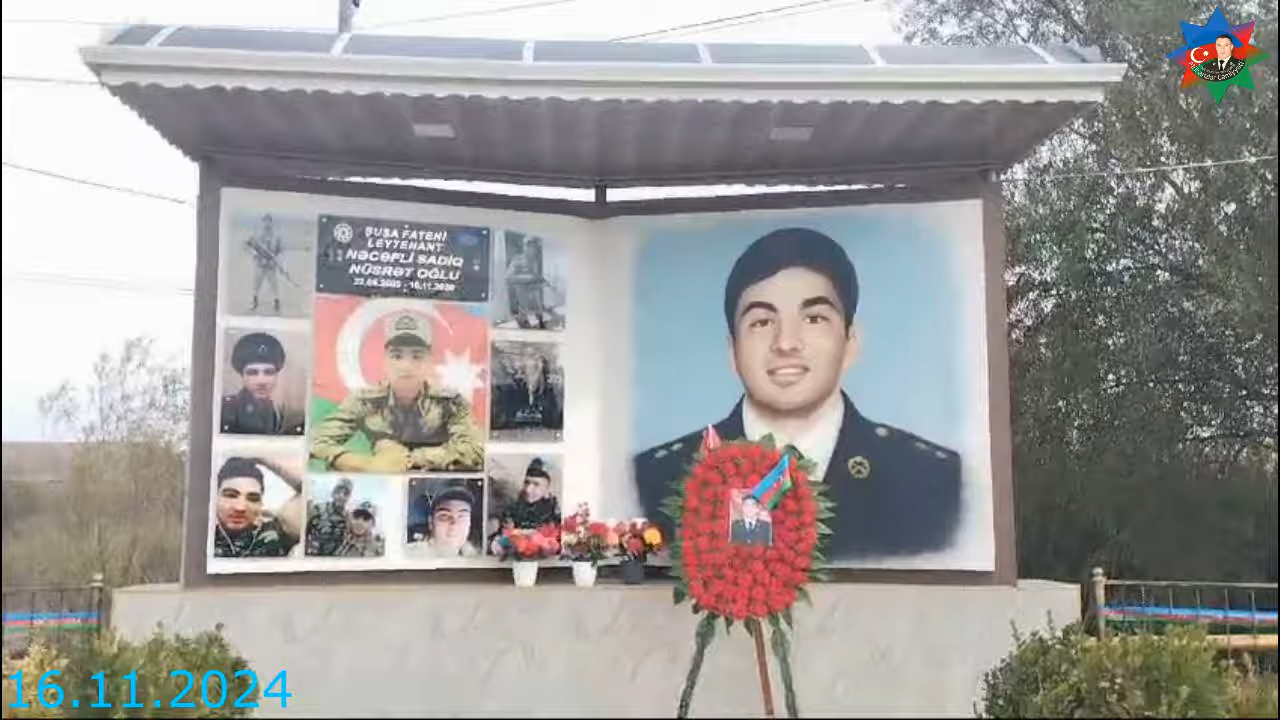 ŞUŞA FATEHİ
LEYTENANT
NƏCƏFLİ SADİQ
NÜSRƏT OĞLU
16.11.2024